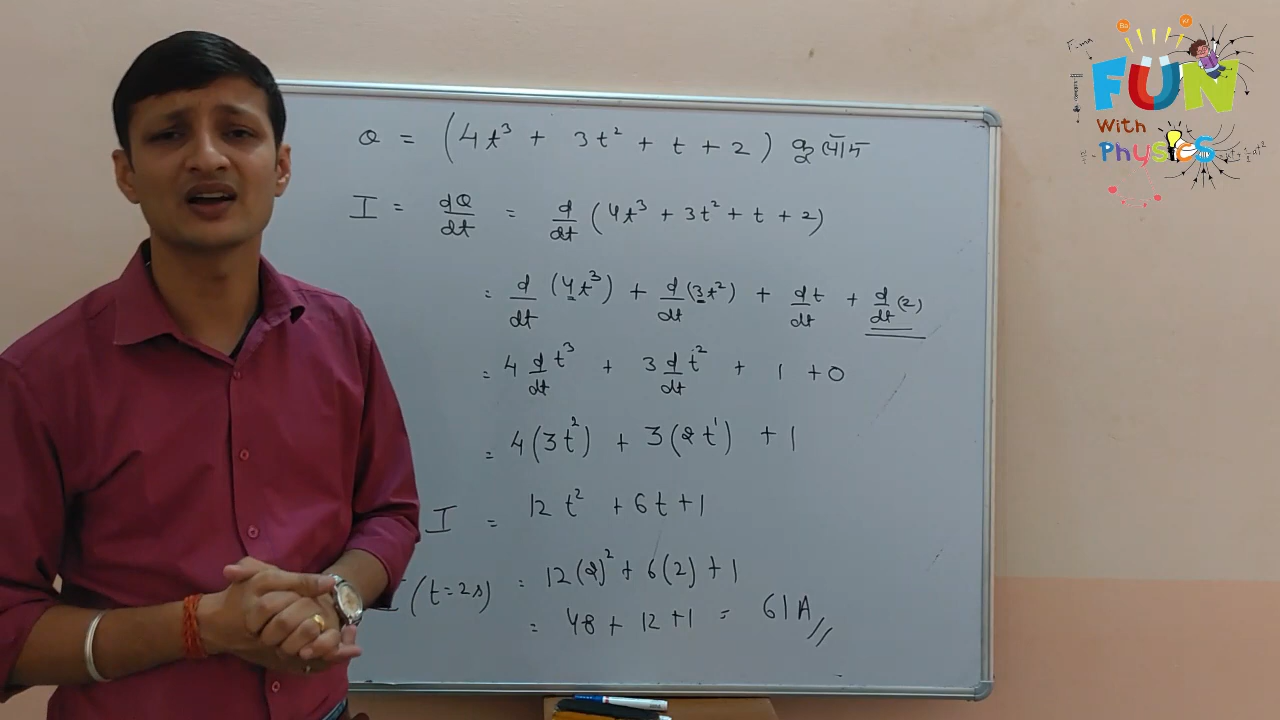 Q = (4t³ + 3t² + t + 2) कूलॉम
I = dQ/dt = d/dt (4t³ + 3t² + t + 2)
= d/dt (4t³) + d/dt (3t²) + dt/dt + d/dt (2)
= 4 d/dt t³ + 3 d/dt t² + 1 + 0
= 4(3t²) + 3(2t¹) + 1
I = 12t² + 6t + 1
(t=2s) = 12(2)² + 6(2) + 1
= 48 + 12 + 1 = 61A
FUN
With
Physics